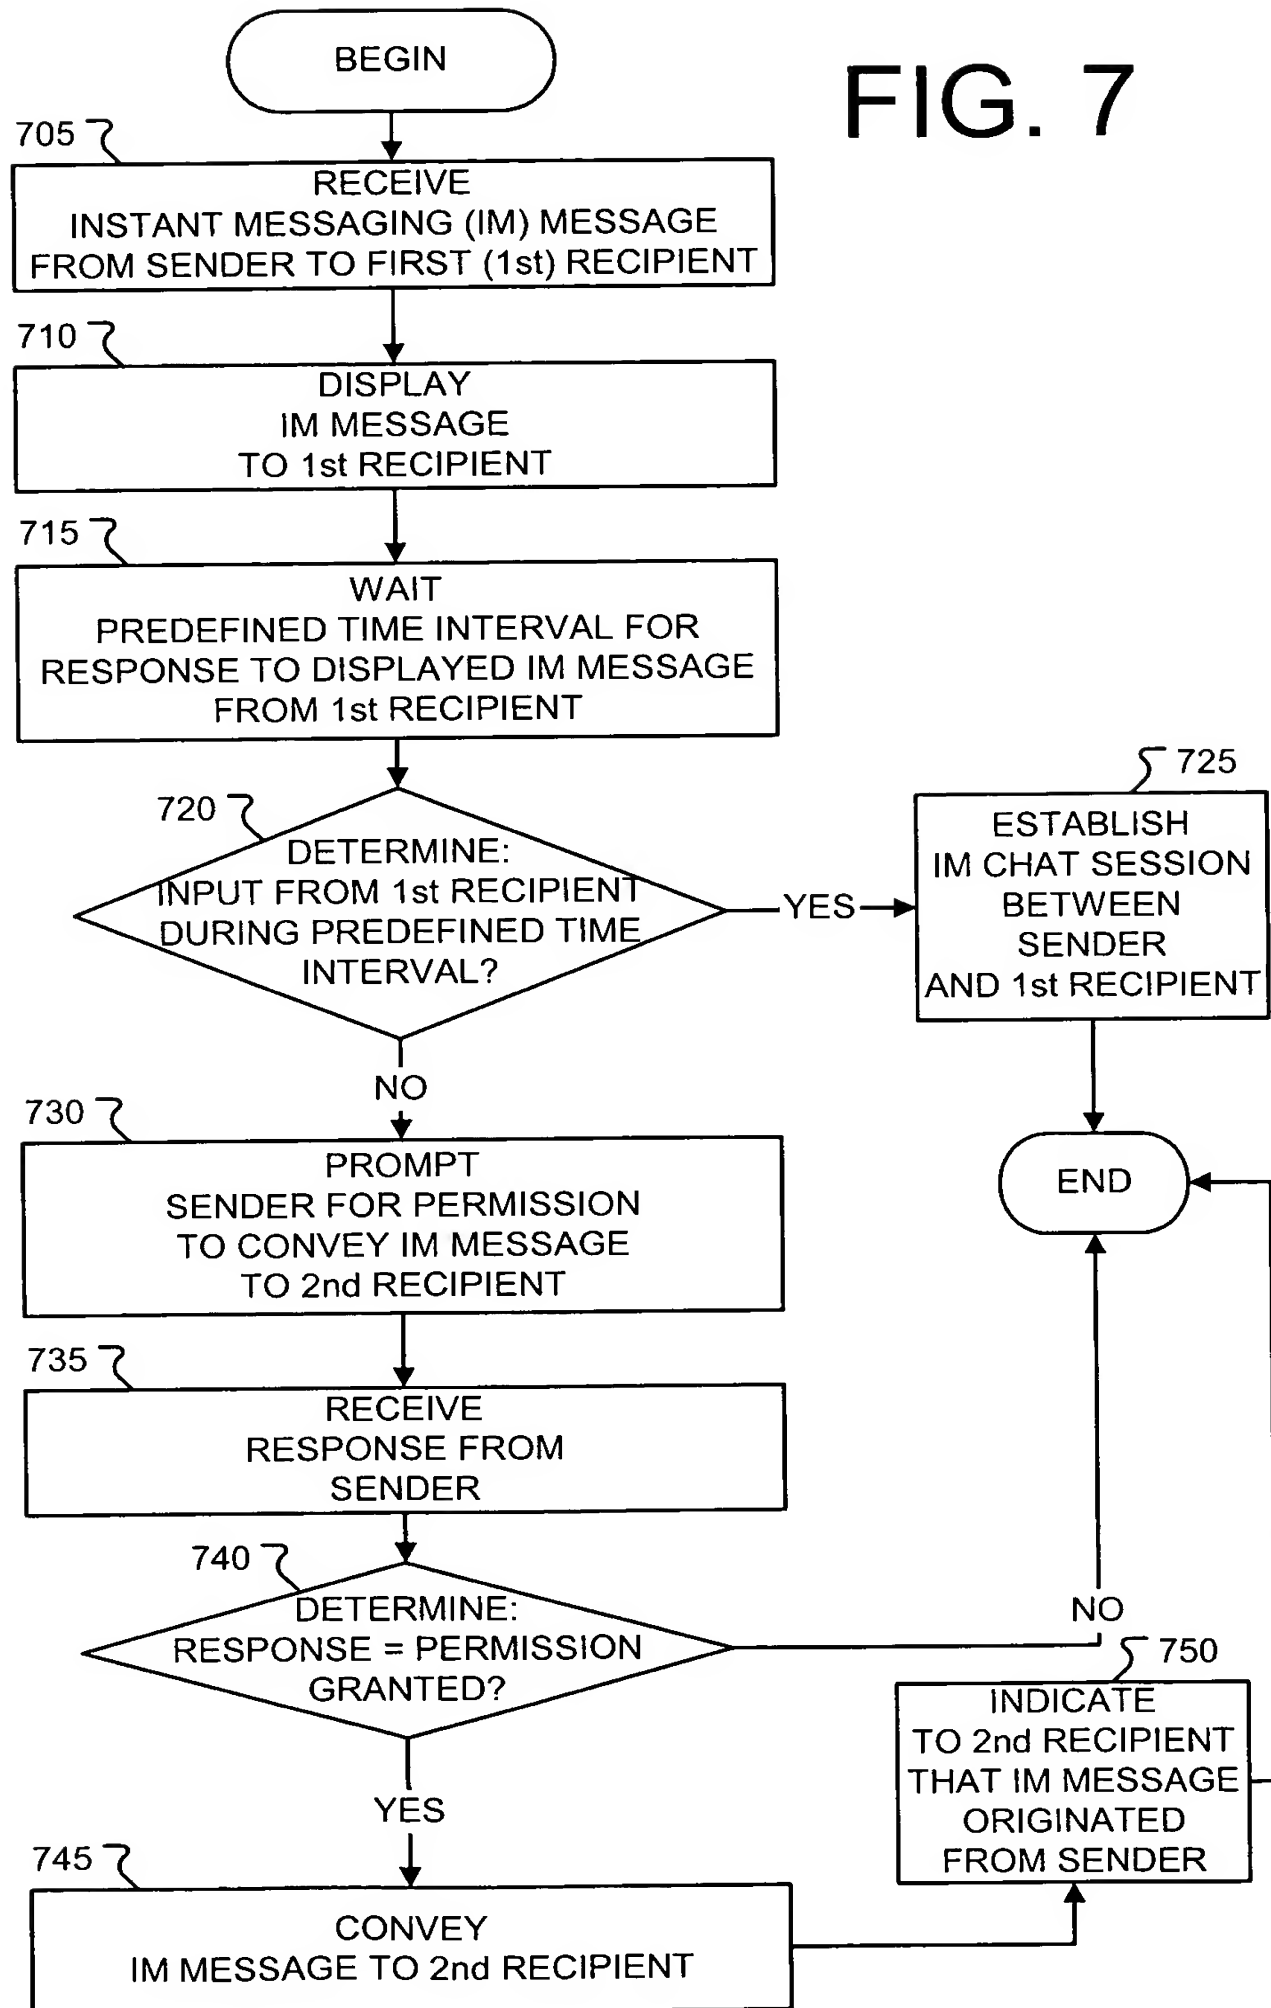 BEGIN
FIG. 7
705
RECEIVE
INSTANT MESSAGING (IM) MESSAGE
FROM SENDER TO FIRST (1st) RECIPIENT
710
DISPLAY
IM MESSAGE
TO 1st RECIPIENT
715
WAIT
PREDEFINED TIME INTERVAL FOR
RESPONSE TO DISPLAYED IM MESSAGE
FROM 1st RECIPIENT
720
DETERMINE:
INPUT FROM 1st RECIPIENT
DURING PREDEFINED TIME
INTERVAL?
YES
725
ESTABLISH
IM CHAT SESSION
BETWEEN
SENDER
AND 1st RECIPIENT
END
NO
730
PROMPT
SENDER FOR PERMISSION
TO CONVEY IM MESSAGE
TO 2nd RECIPIENT
735
RECEIVE
RESPONSE FROM
SENDER
740
DETERMINE:
RESPONSE = PERMISSION
GRANTED?
NO
YES
745
CONVEY
IM MESSAGE TO 2nd RECIPIENT
750
INDICATE
TO 2nd RECIPIENT
THAT IM MESSAGE
ORIGINATED
FROM SENDER